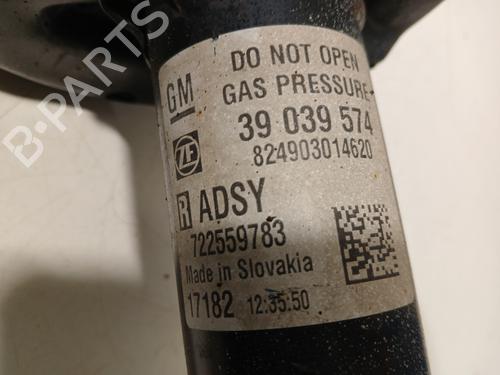 DO NOT OPEN
GM GAS PRESSURE
39 039 574
ZF 824903014620
R ADSY
722559783
Made in Slovakia
17182 12:35:50
B-PARTS